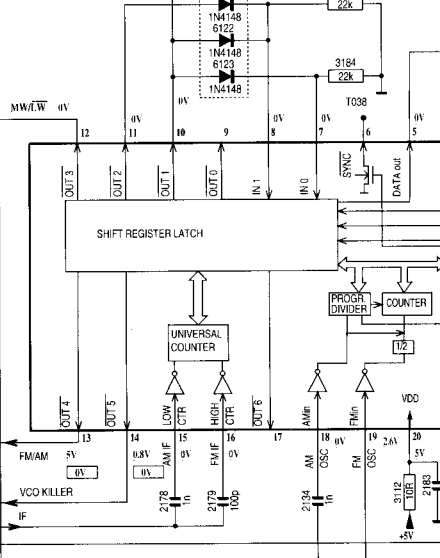 1N4148
22k
6122
1N4148
6123
3184
1N4148
22k
0V
T038
MW/LW 0V
0V
0V
0V
0V
12
11
10
9
8
7
6
5
OUT 3
OUT 2
OUT 1
OUT 0
IN 1
IN 0
SYNC
DATA out
SHIFT REGISTER LATCH
PROGR. DIVIDER
COUNTER
UNIVERSAL COUNTER
1/2
OUT 4
OUT 5
LOW CTR
HIGH CTR
OUT 6
AMin
FMin
VDD
13
14
15
16
17
18
19
20
FM/AM 5V
0.8V
0V
0V
0V
2.6V
5V
0V
0V
AM IF
FM IF
AM OSC
FM OSC
VCO KILLER
2178
1n
2179
100p
2134
1n
3112
10R
2183
IF
+5V